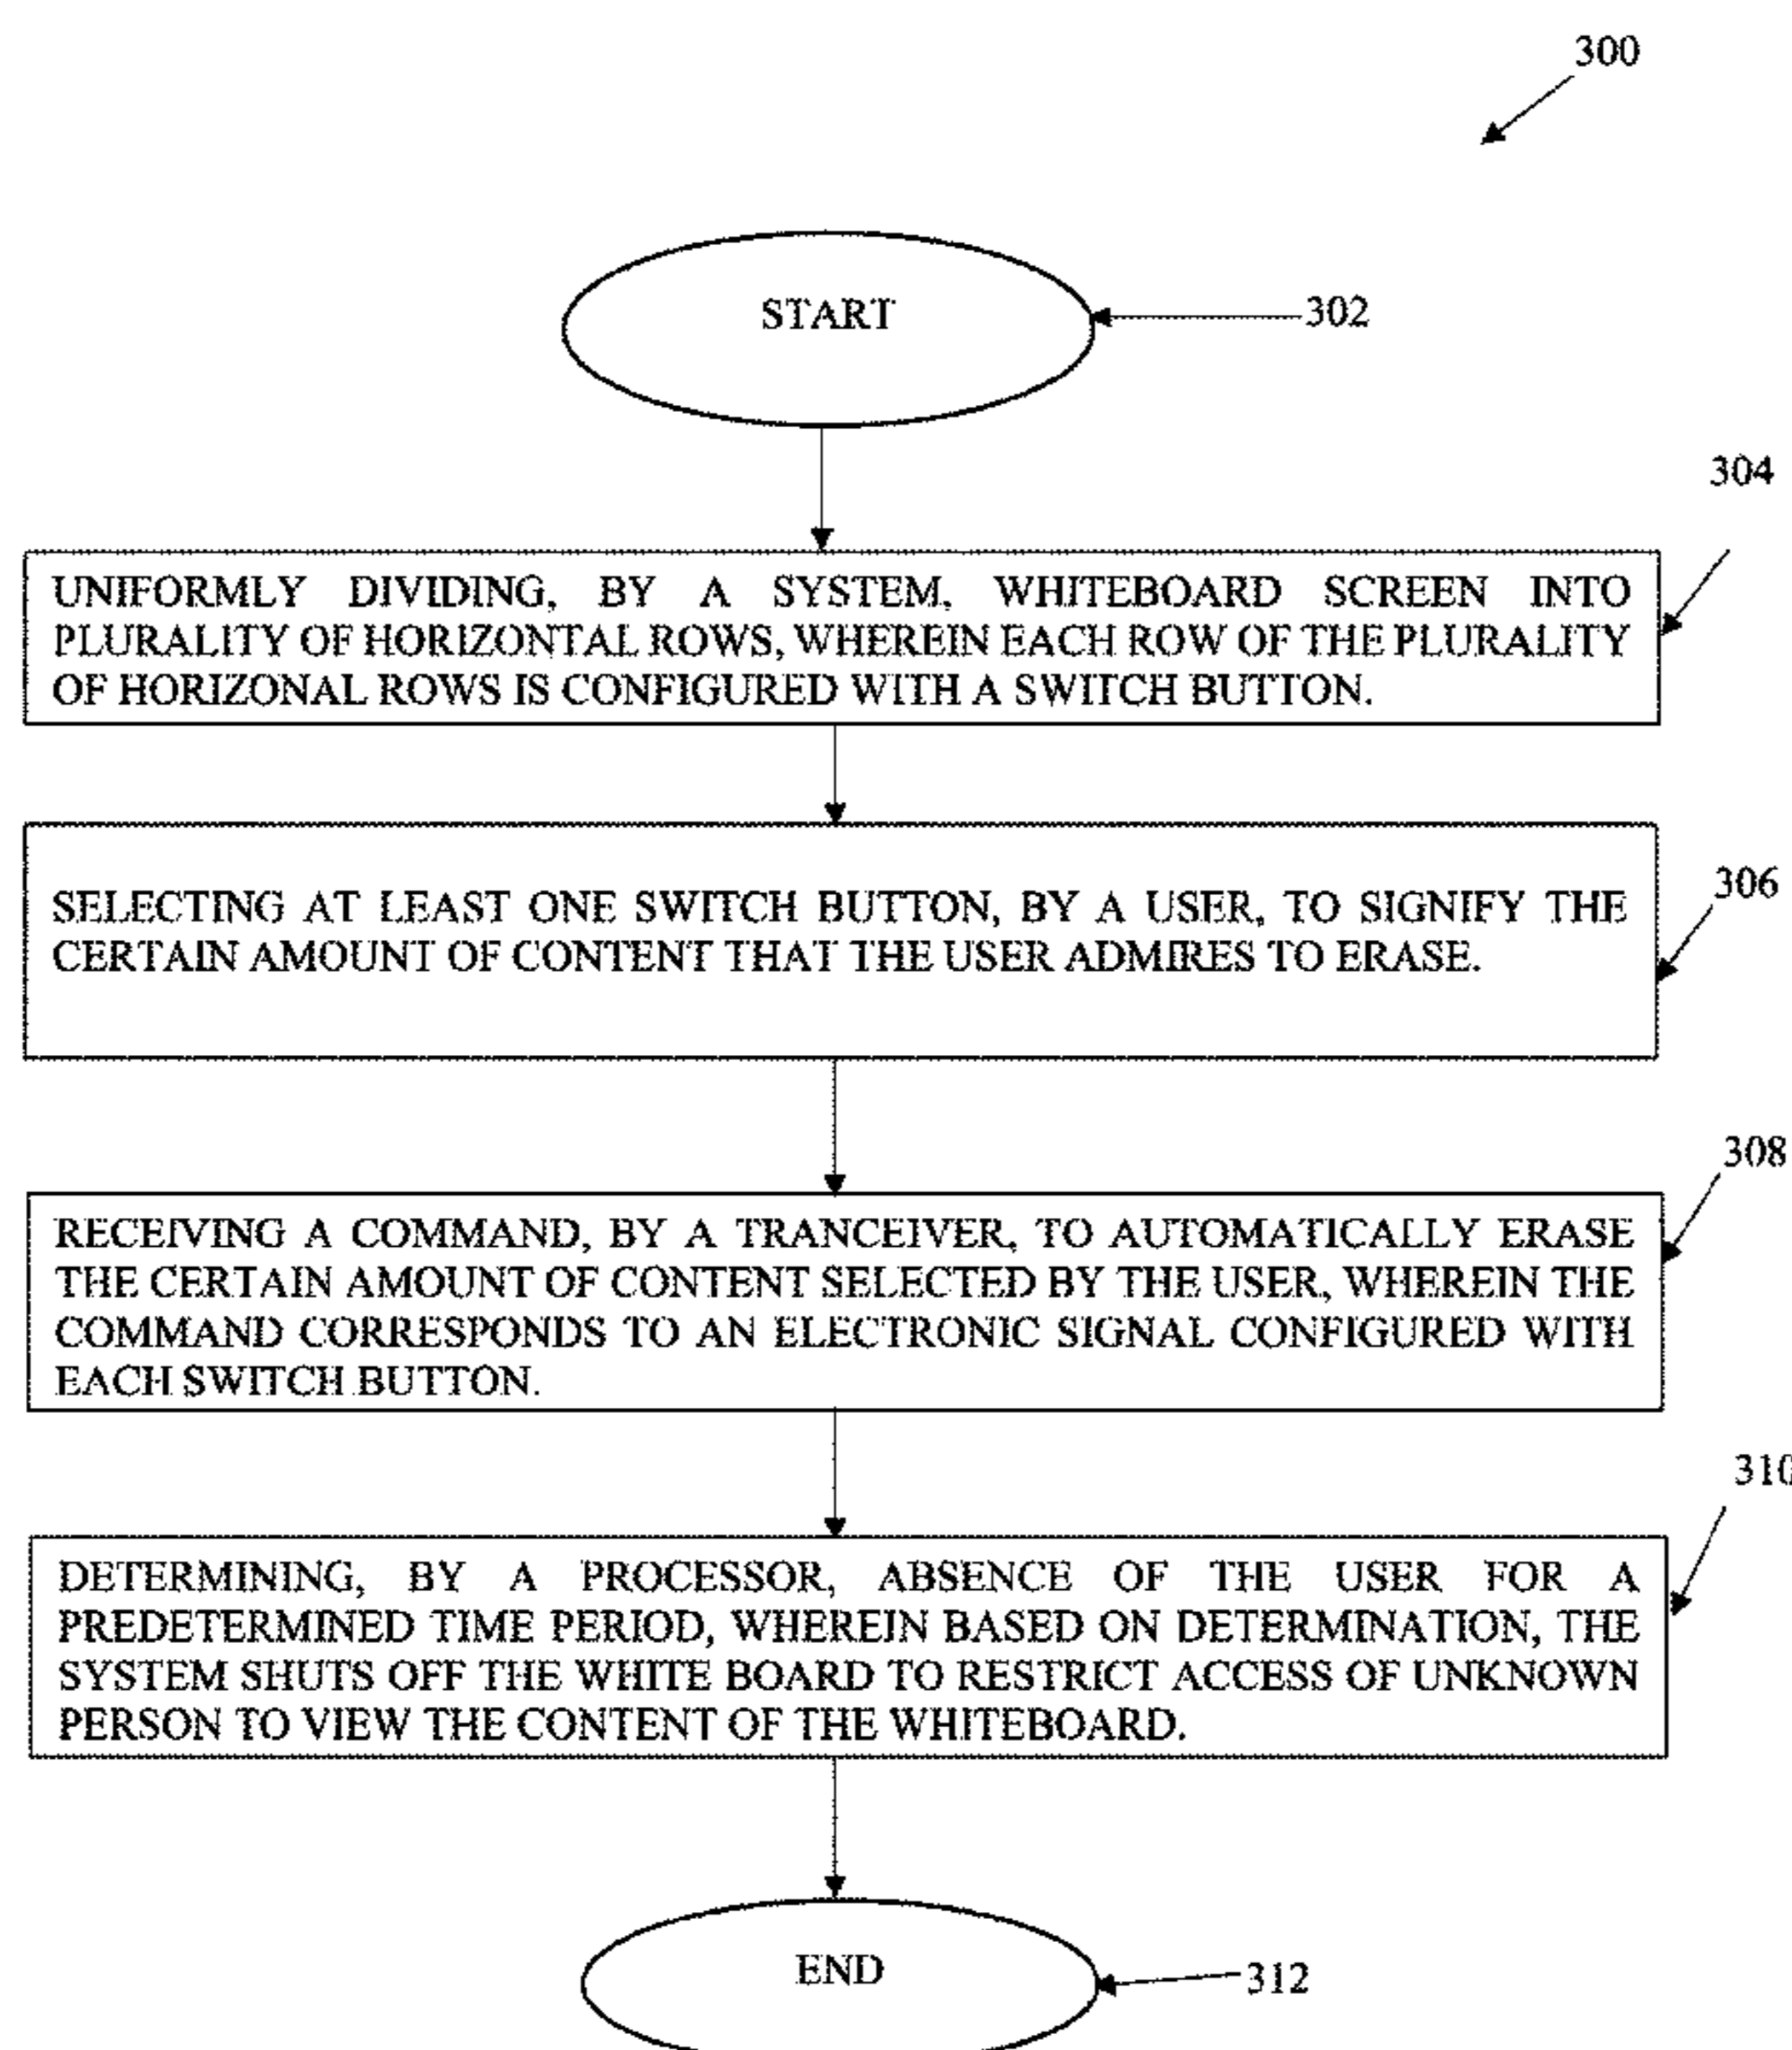 300
START
302
304
UNIFORMLY DIVIDING, BY A SYSTEM, WHITEBOARD SCREEN INTO
PLURALITY OF HORIZONTAL ROWS, WHEREIN EACH ROW OF THE PLURALITY
OF HORIZONAL ROWS IS CONFIGURED WITH A SWITCH BUTTON.
306
SELECTING AT LEAST ONE SWITCH BUTTON, BY A USER, TO SIGNIFY THE
CERTAIN AMOUNT OF CONTENT THAT THE USER ADMIRES TO ERASE.
308
RECEIVING A COMMAND, BY A TRANCEIVER, TO AUTOMATICALLY ERASE
THE CERTAIN AMOUNT OF CONTENT SELECTED BY THE USER, WHEREIN THE
COMMAND CORRESPONDS TO AN ELECTRONIC SIGNAL CONFIGURED WITH
EACH SWITCH BUTTON.
310
DETERMINING, BY A PROCESSOR, ABSENCE OF THE USER FOR A
PREDETERMINED TIME PERIOD, WHEREIN BASED ON DETERMINATION, THE
SYSTEM SHUTS OFF THE WHITE BOARD TO RESTRICT ACCESS OF UNKNOWN
PERSON TO VIEW THE CONTENT OF THE WHITEBOARD.
END
312